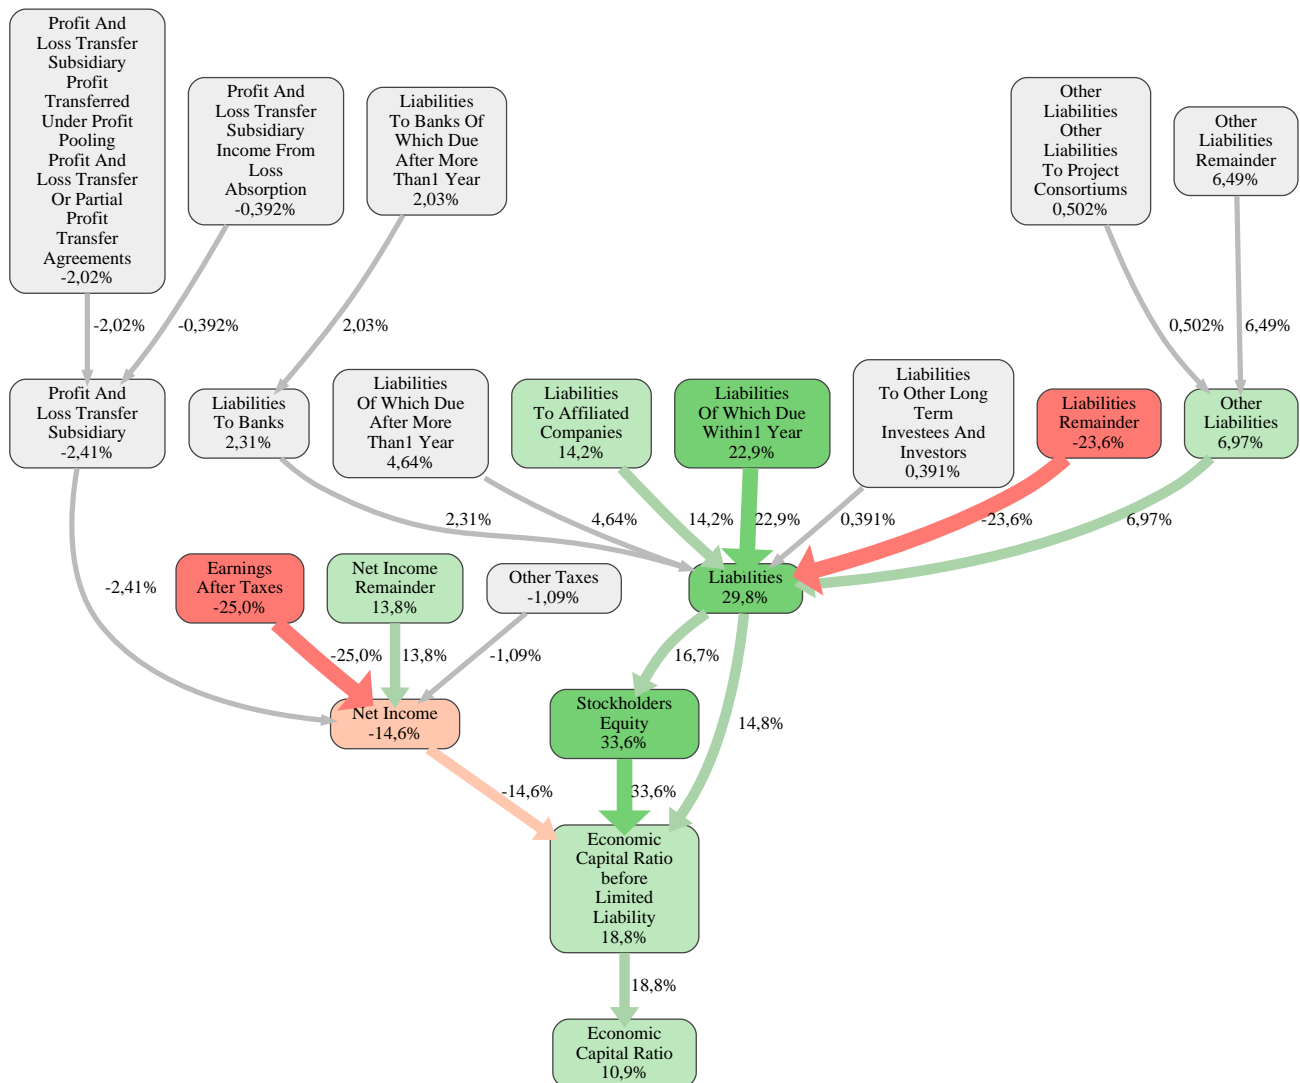 Profit And
Loss Transfer
Subsidiary
Profit
Transferred
Under Profit
Pooling
Profit And
Loss Transfer
Or Partial
Profit
Transfer
Agreements
-2,02%
Profit And
Loss Transfer
Subsidiary
Income From
Loss
Absorption
-0,392%
Liabilities
To Banks Of
Which Due
After More
Than1 Year
2,03%
Other
Liabilities
Other
Liabilities
To Project
Consortiums
0,502%
Other
Liabilities
Remainder
6,49%
-2,02%
-0,392%
2,03%
0,502%
6,49%
Profit And
Loss Transfer
Subsidiary
-2,41%
Liabilities
To Banks
2,31%
Liabilities
Of Which Due
After More
Than1 Year
4,64%
Liabilities
To Affiliated
Companies
14,2%
Liabilities
Of Which Due
Within1 Year
22,9%
Liabilities
To Other Long
Term
Investees And
Investors
0,391%
Liabilities
Remainder
-23,6%
Other
Liabilities
6,97%
2,31%
4,64%
14,2%
22,9%
0,391%
-23,6%
6,97%
-2,41%
Earnings
After Taxes
-25,0%
Net Income
Remainder
13,8%
Other Taxes
-1,09%
Liabilities
29,8%
-25,0%
13,8%
-1,09%
16,7%
14,8%
Net Income
-14,6%
Stockholders
Equity
33,6%
-14,6%
33,6%
Economic
Capital Ratio
before
Limited
Liability
18,8%
18,8%
Economic
Capital Ratio
10,9%